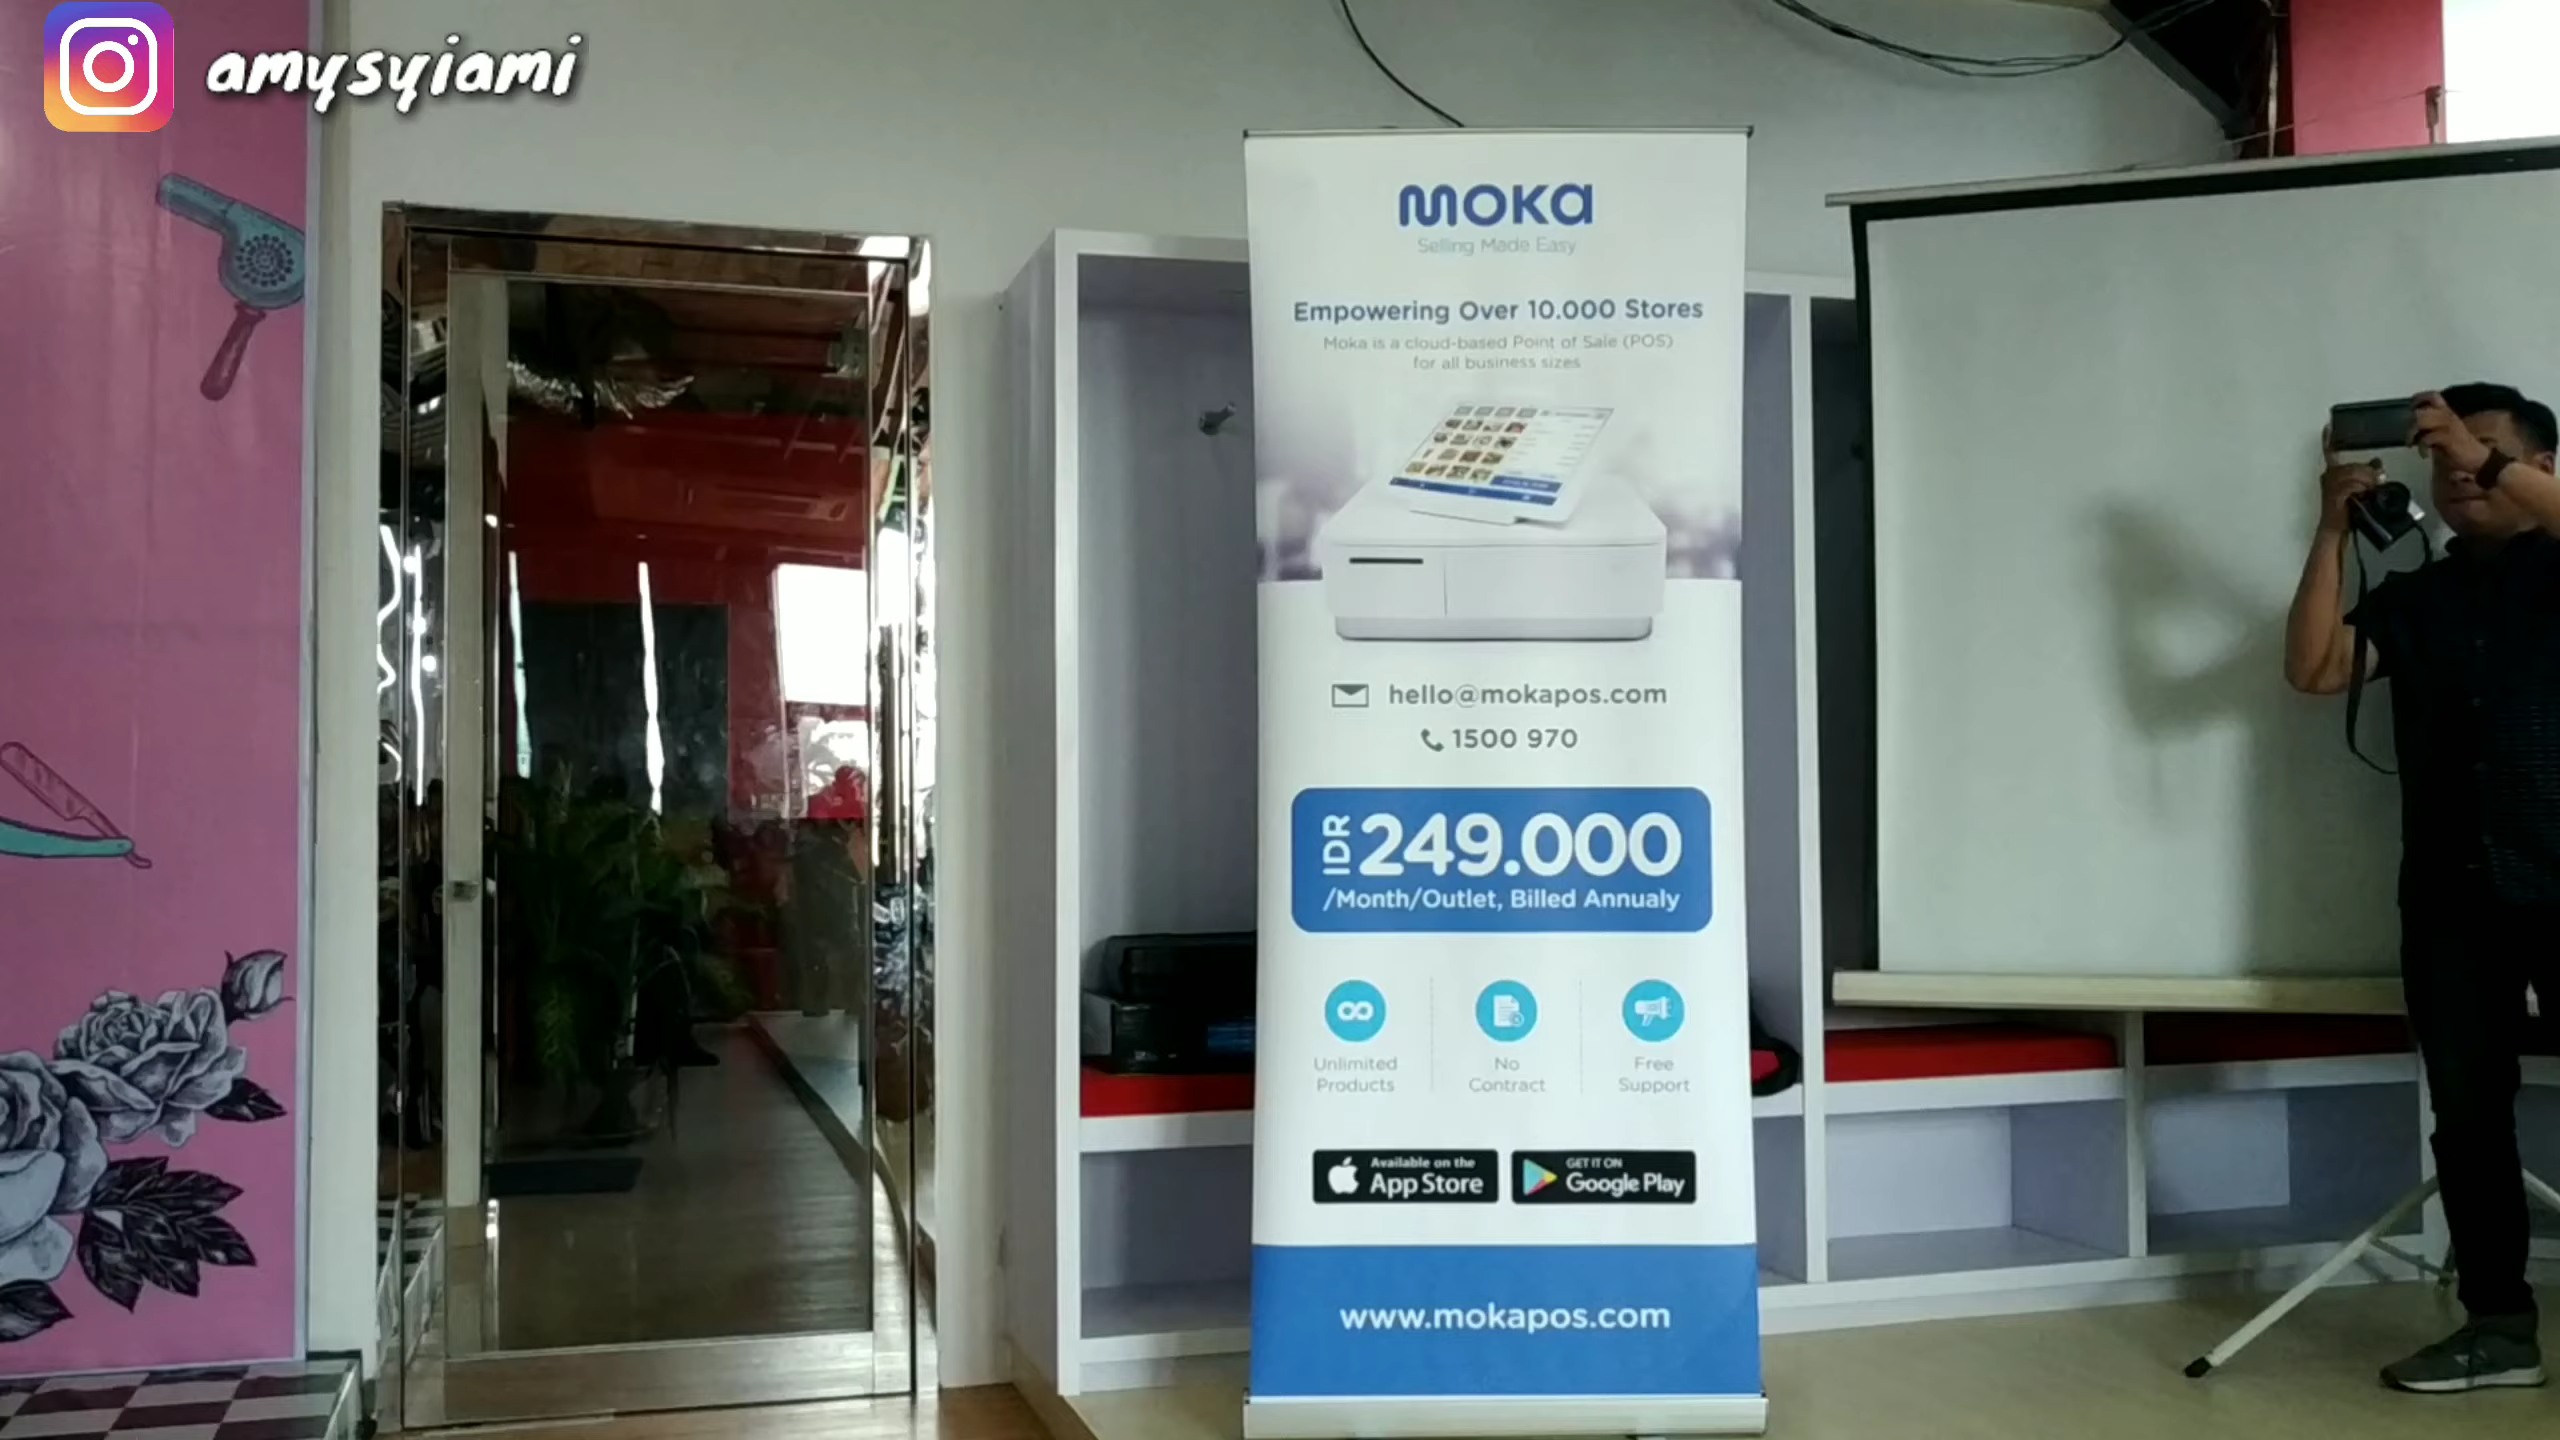 amysyiami
MOKA
Selling Made Easy
Empowering Over 10.000 Stores
Moka is a cloud-based Point of Sale (POS)
for all business sizes
hello@mokapos.com
1500 970
IDR 249.000
/Month/Outlet, Billed Annualy
Unlimited
Products
No
Contract
Free
Support
Available on the
App Store
GET IT ON
Google Play
www.mokapos.com